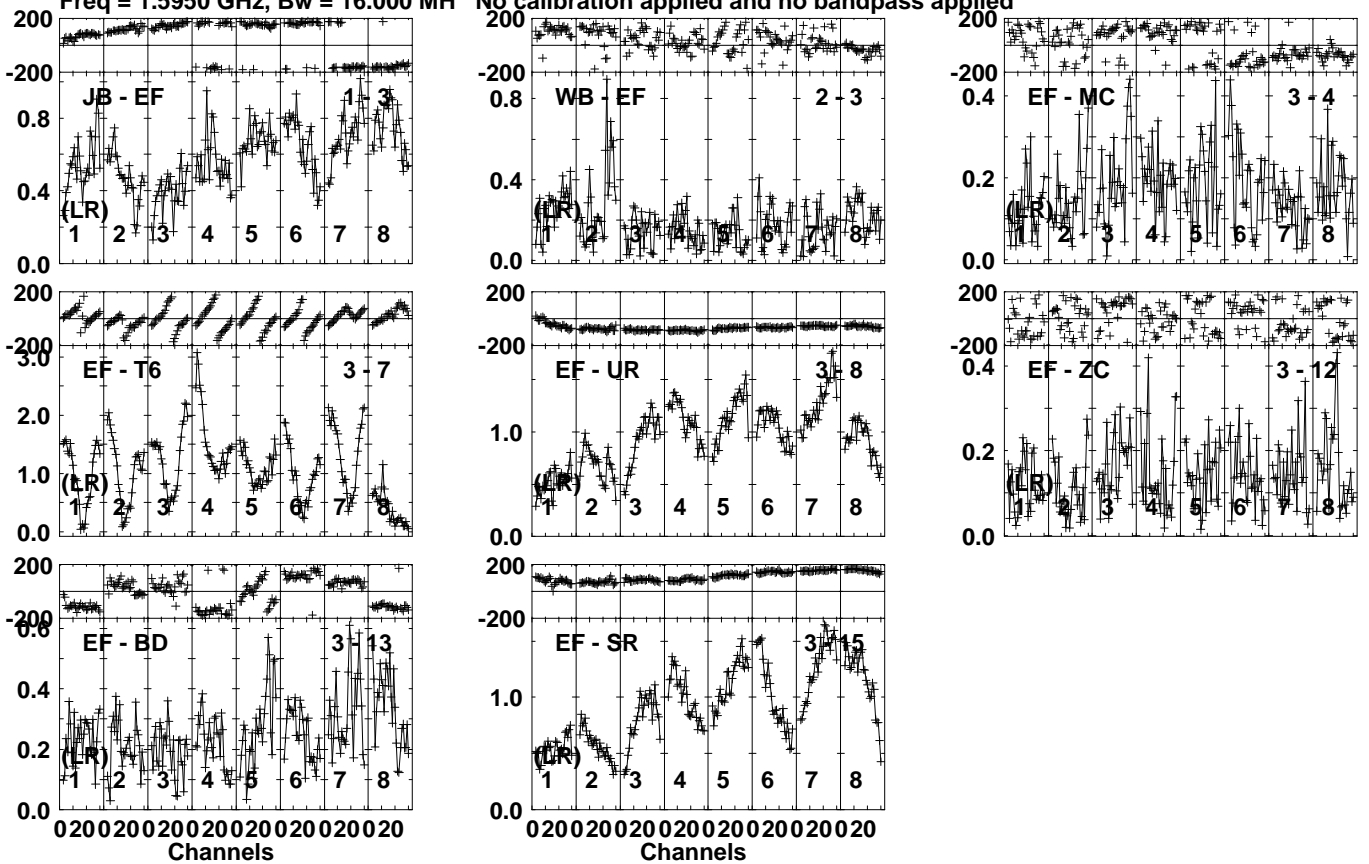 Freq = 1.5950 GHz, Bw = 16.000 MH No calibration applied and no bandpass applied
200
-200
JB - EF 1 - 3
0.8
0.4
0.0
(LR)
1 2 3 4 5 6 7 8
200
-200
WB - EF 2 - 3
0.8
0.4
0.0
(LR)
1 2 3 4 5 6 7 8
200
-200
EF - MC 3 - 4
0.4
0.2
0.0
(LR)
1 2 3 4 5 6 7 8
200
-200
EF - T6 3 - 7
3.0
2.0
1.0
0.0
(LR)
1 2 3 4 5 6 7 8
200
-200
EF - UR 3 - 8
1.0
0.0
(LR)
1 2 3 4 5 6 7 8
200
-200
EF - ZC 3 - 12
0.4
0.2
0.0
(LR)
1 2 3 4 5 6 7 8
200
-200
EF - BD 3 - 13
0.6
0.4
0.2
0.0
(LR)
1 2 3 4 5 6 7 8
0 20 0 20 0 20 0 20 0 20 0 20 0 20 0 20
Channels
200
-200
EF - SR 3 - 15
1.0
0.0
(LR)
1 2 3 4 5 6 7 8
0 20 0 20 0 20 0 20 0 20 0 20 0 20 0 20
Channels